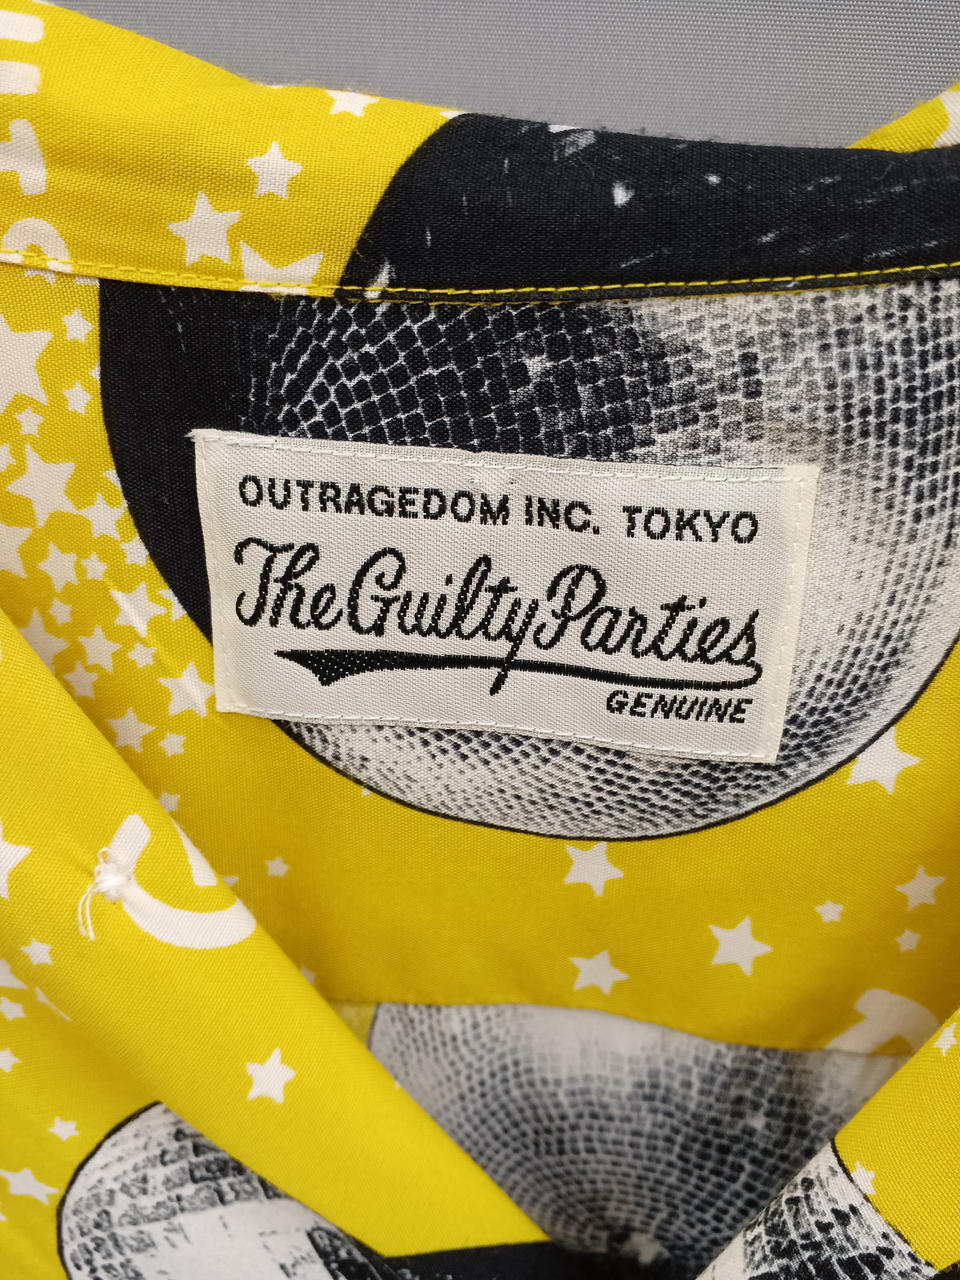 OUTRAGEDOM INC. TOKYO
The Guilty Parties
GENUINE